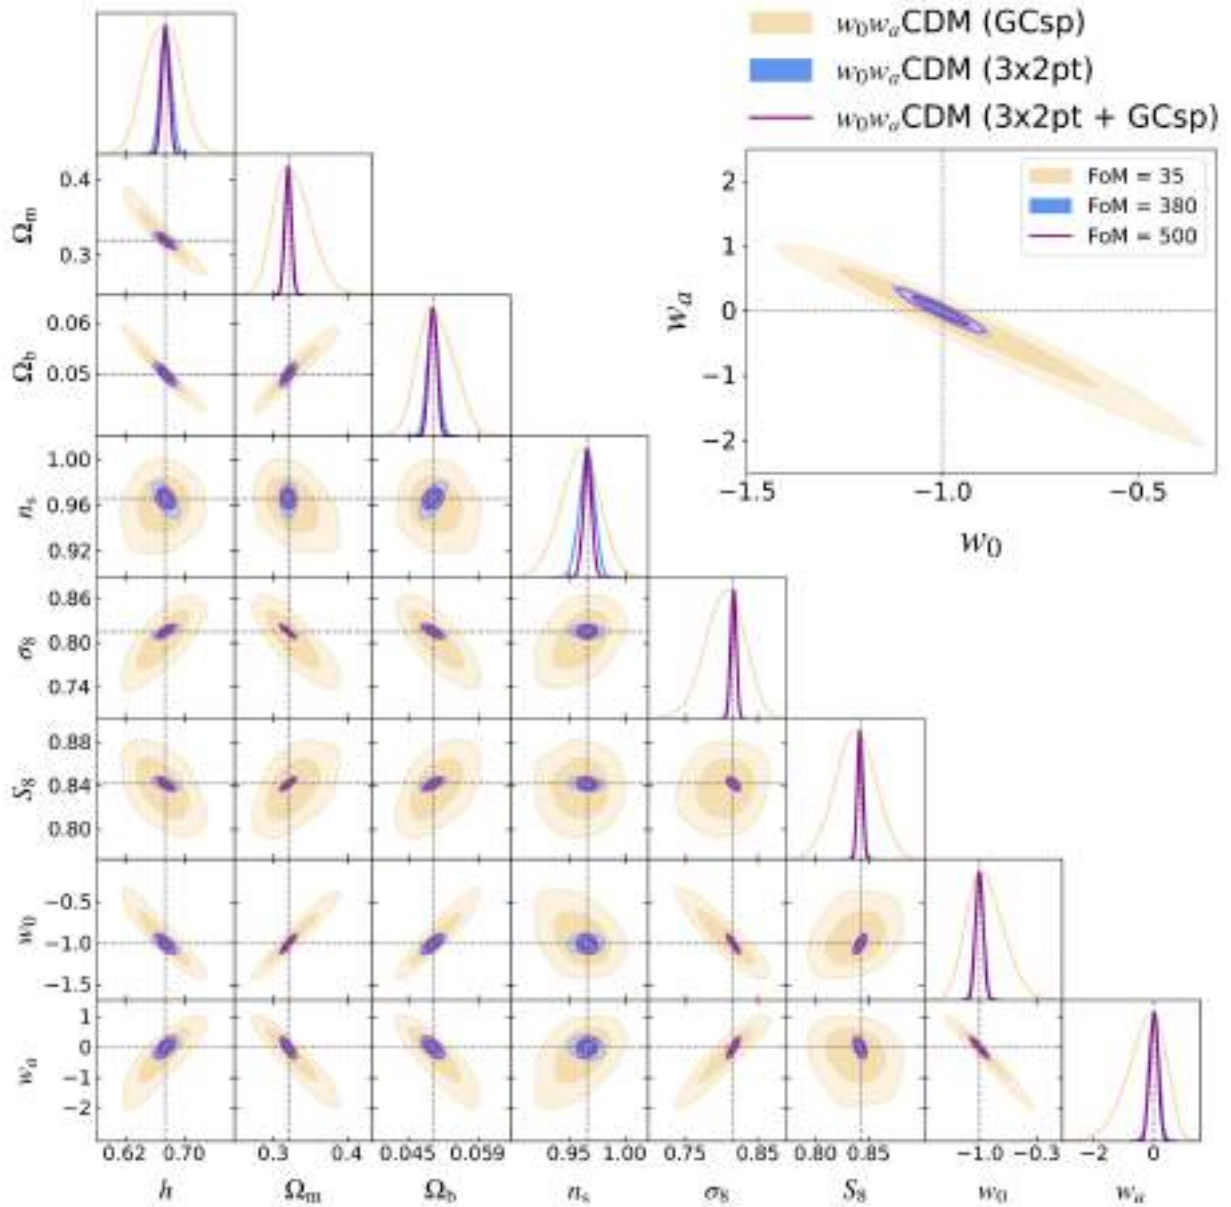 w₀wₐCDM (GCsp)
w₀wₐCDM (3x2pt)
w₀wₐCDM (3x2pt + GCsp)
FoM = 35
FoM = 380
FoM = 500
2
1
0
−1
−2
wₐ
−1.5 −1.0 −0.5
w₀
0.4
0.3
Ωm
0.06
0.05
Ωb
1.00
0.96
0.92
nₛ
0.86
0.80
0.74
σ₈
0.88
0.84
0.80
S₈
−0.5
−1.0
−1.5
w₀
1
0
−1
−2
w₀
0.62 0.70 0.3 0.4 0.045 0.059 0.95 1.00 0.75 0.85 0.80 0.85 −1.0 −0.3 −2 0
h Ωm Ωb nₛ σ₈ S₈ w₀ wₐ